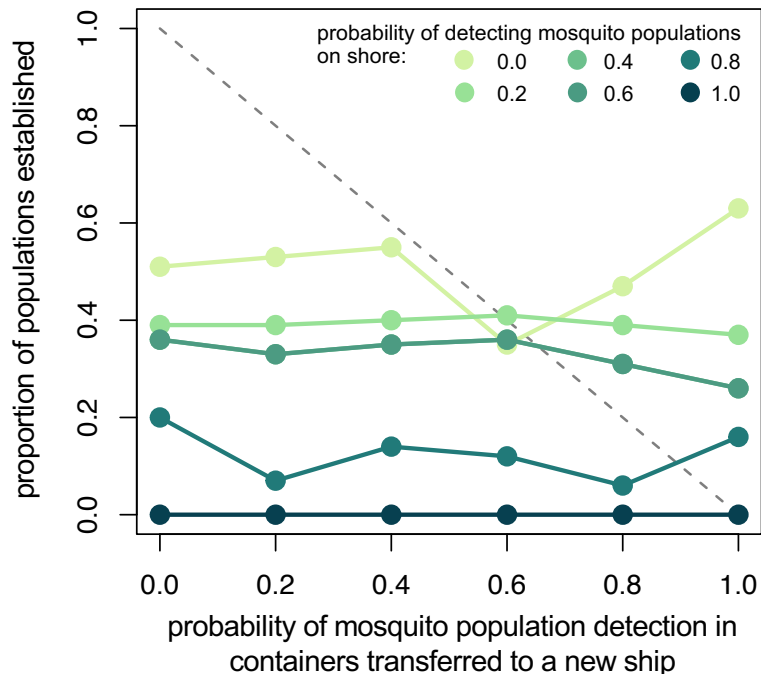 probability of detecting mosquito populations
on shore:
0.0 0.4 0.8
0.2 0.6 1.0
proportion of populations established
1.0
0.8
0.6
0.4
0.2
0.0
0.0 0.2 0.4 0.6 0.8 1.0
probability of mosquito population detection in
containers transferred to a new ship